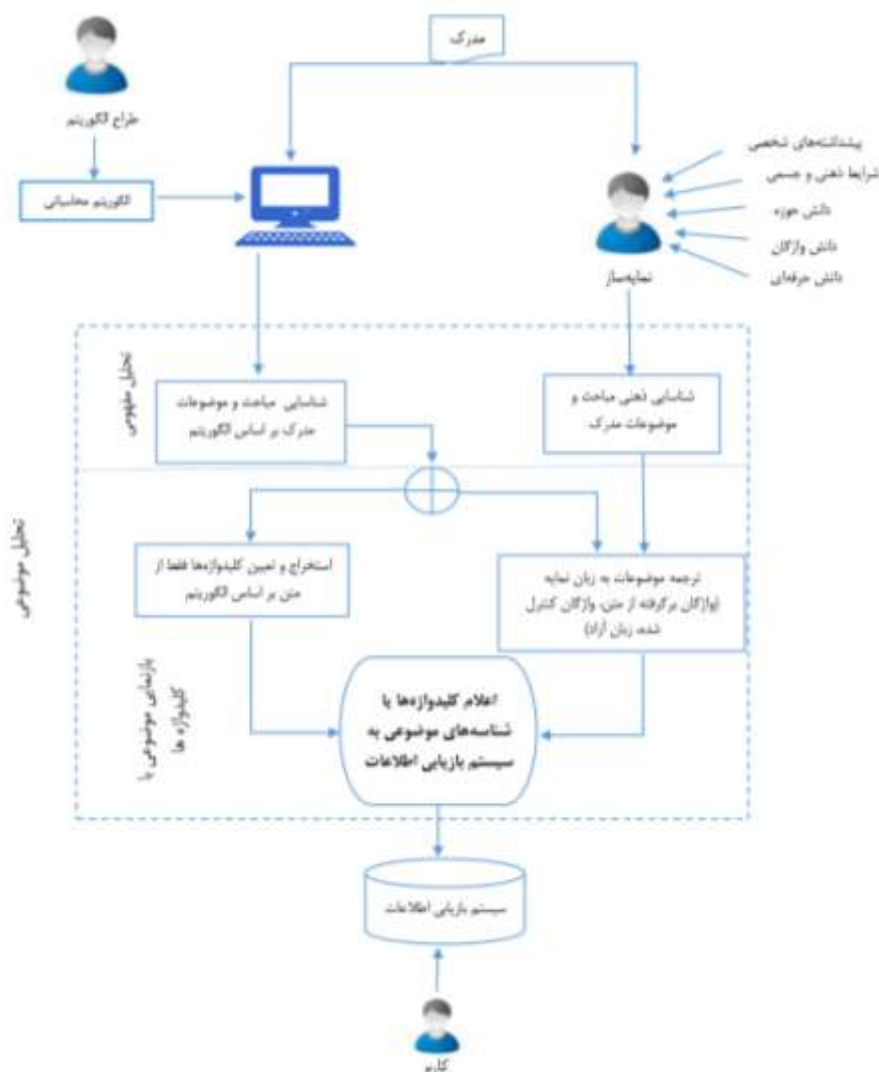 مدرک
طراح الگوریتم
الگوریتم محاسباتی
پیشداشته‌های شخصی
شرایط ذهنی و جسمی
دانش حوزه
دانش واژگان
دانش حرفه‌ای
نمایه‌ساز
تحلیل موضوعی
تحلیل مفهومی
شناسایی ذهنی مباحث و
موضوعات مدرک
شناسایی مباحث و موضوعات
مدرک بر اساس الگوریتم
بازنمایی موضوعی با
کلیدواژه ها
ترجمه موضوعات به زبان نمایه
(واژگان برگرفته از متن، واژگان کنترل
شده، زبان آزاد)
استخراج و تعیین کلیدواژه‌ها فقط از
متن بر اساس الگوریتم
اعلام کلیدواژه‌ها یا
شناسه‌های موضوعی به
سیستم بازیابی اطلاعات
سیستم بازیابی اطلاعات
کاربر